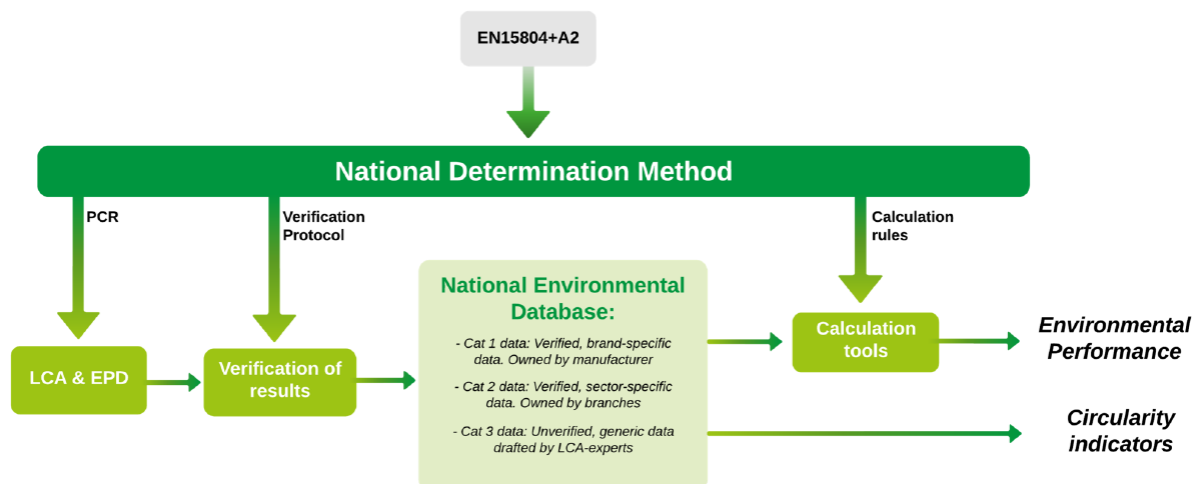 EN15804+A2
National Determination Method
PCR
Verification
Protocol
Calculation
rules
LCA & EPD
Verification of
results
National Environmental
Database:
- Cat 1 data: Verified, brand-specific
data. Owned by manufacturer
- Cat 2 data: Verified, sector-specific
data. Owned by branches
- Cat 3 data: Unverified, generic data
drafted by LCA-experts
Calculation
tools
Environmental
Performance
Circularity
indicators